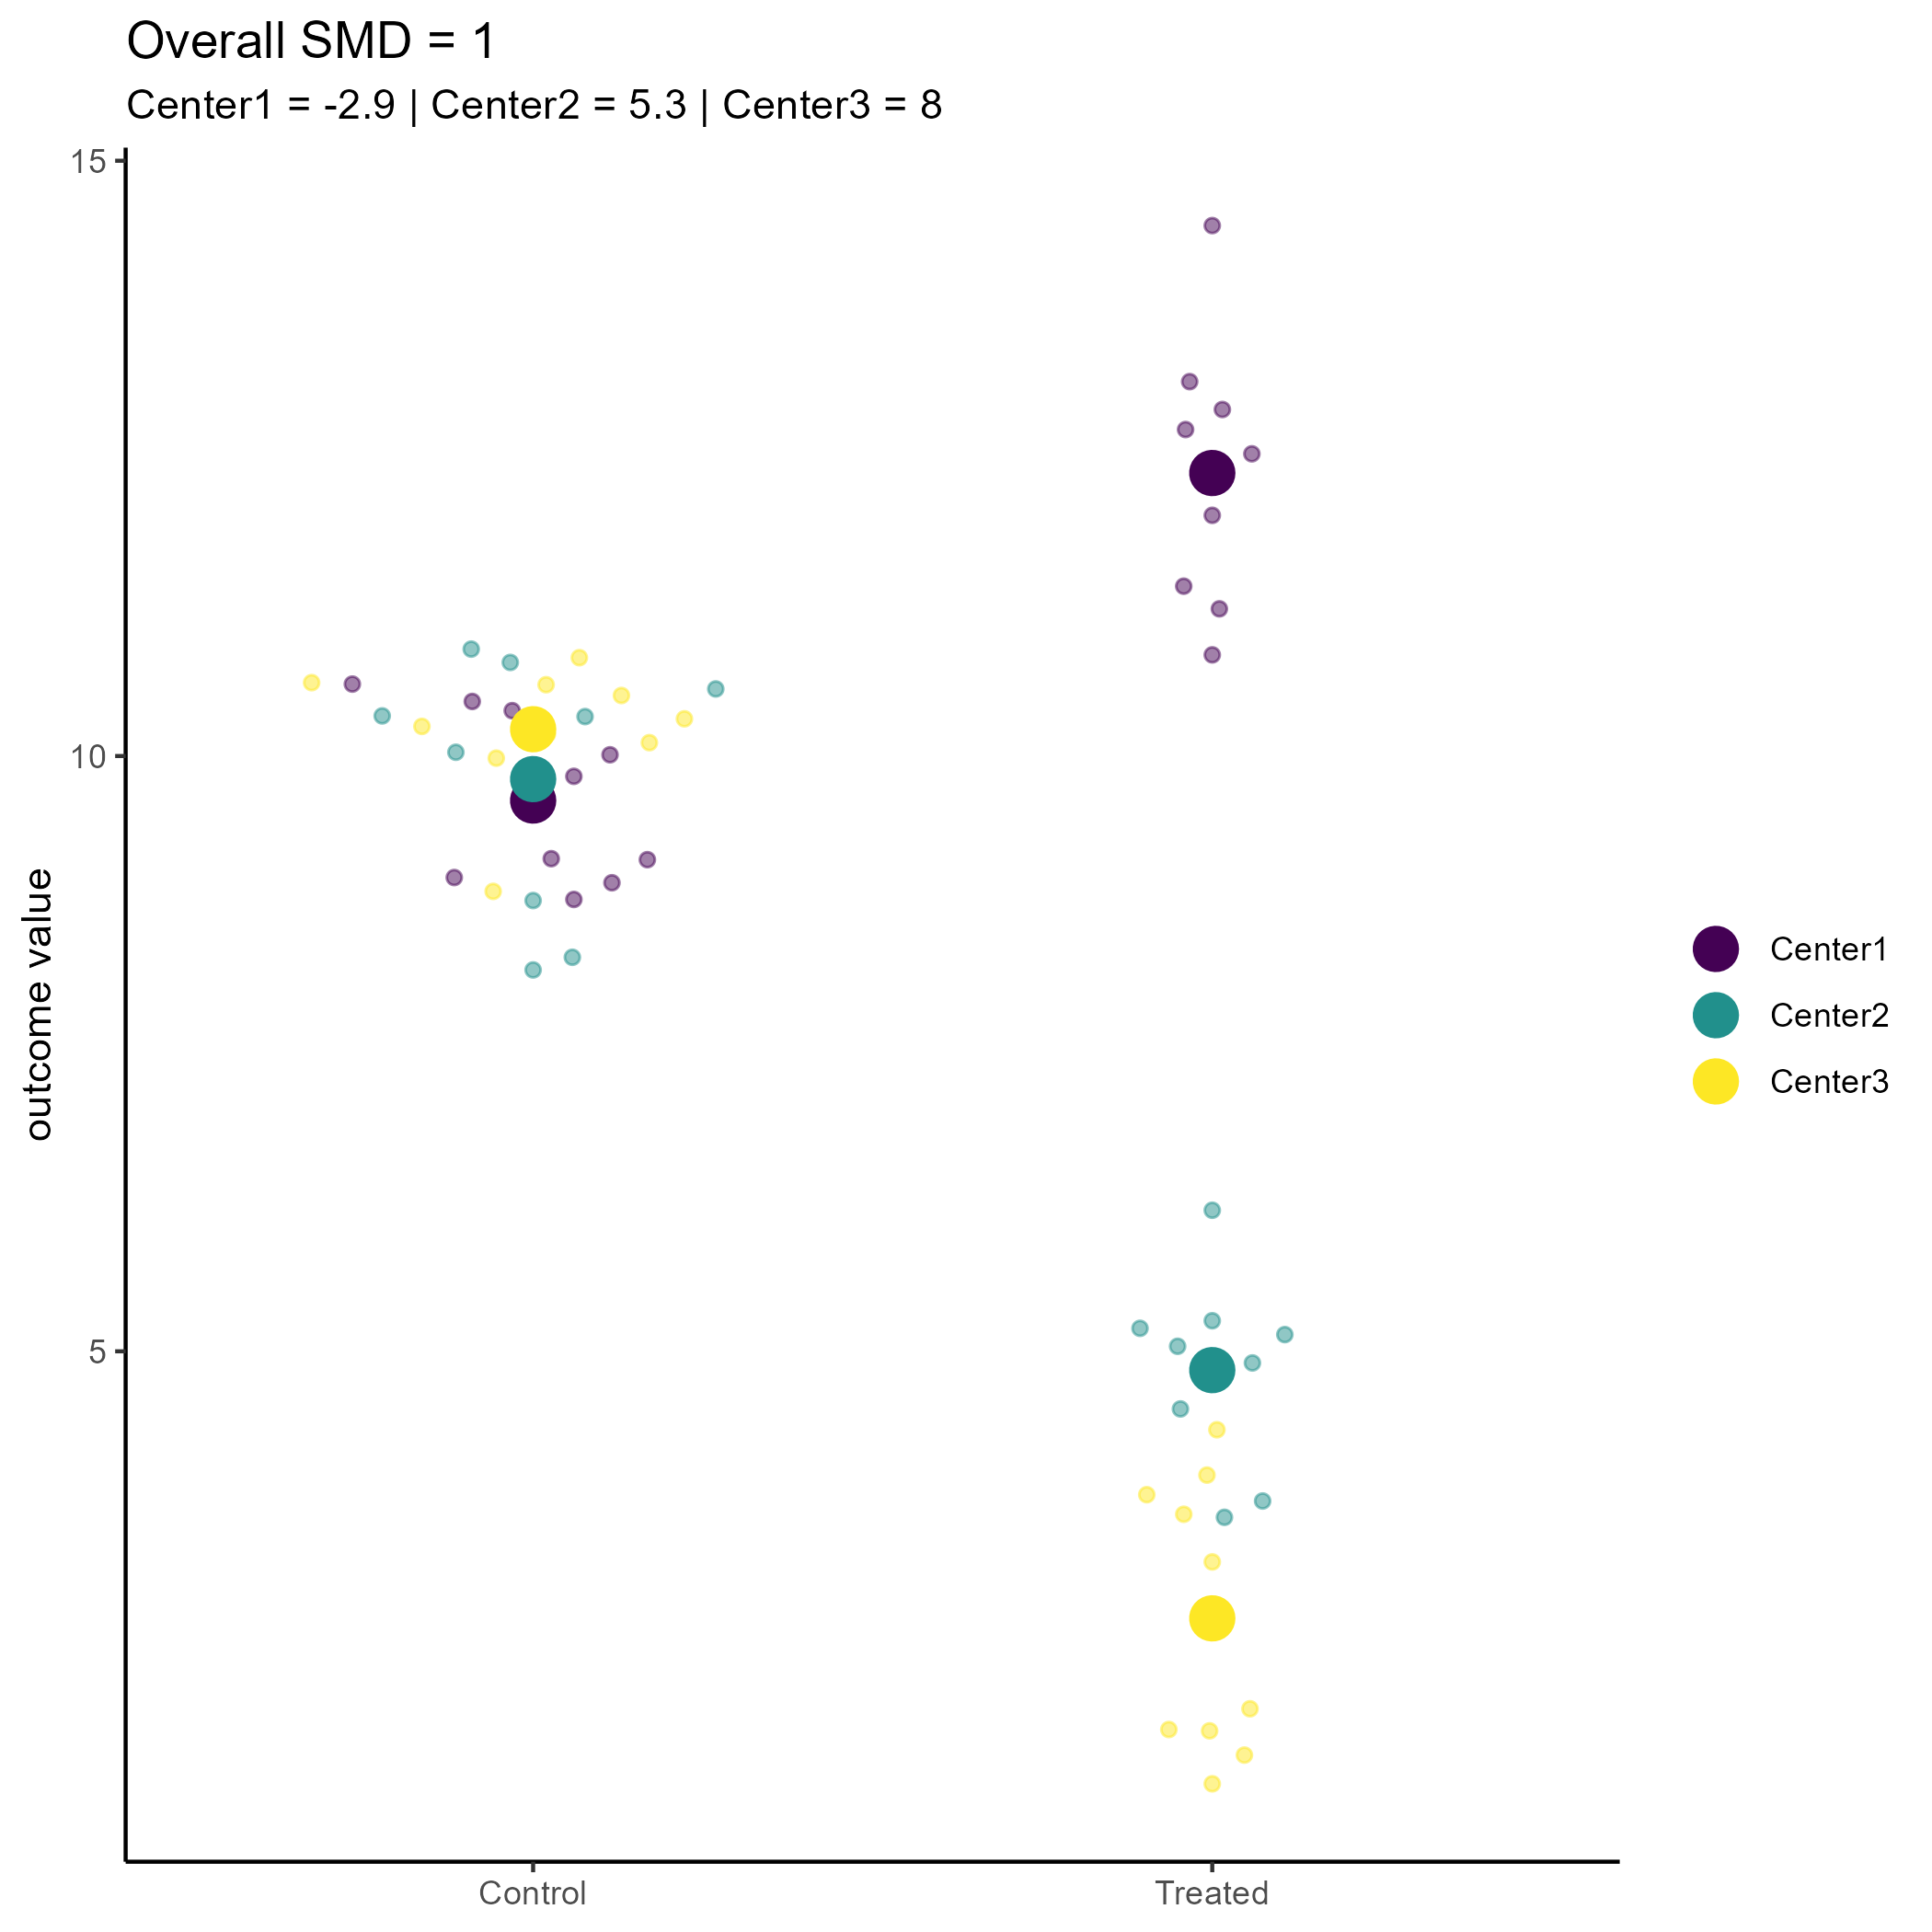 Overall SMD = 1
Center1 = -2.9 | Center2 = 5.3 | Center3 = 8
15
10
5
outcome value
Control
Treated
Center1
Center2
Center3